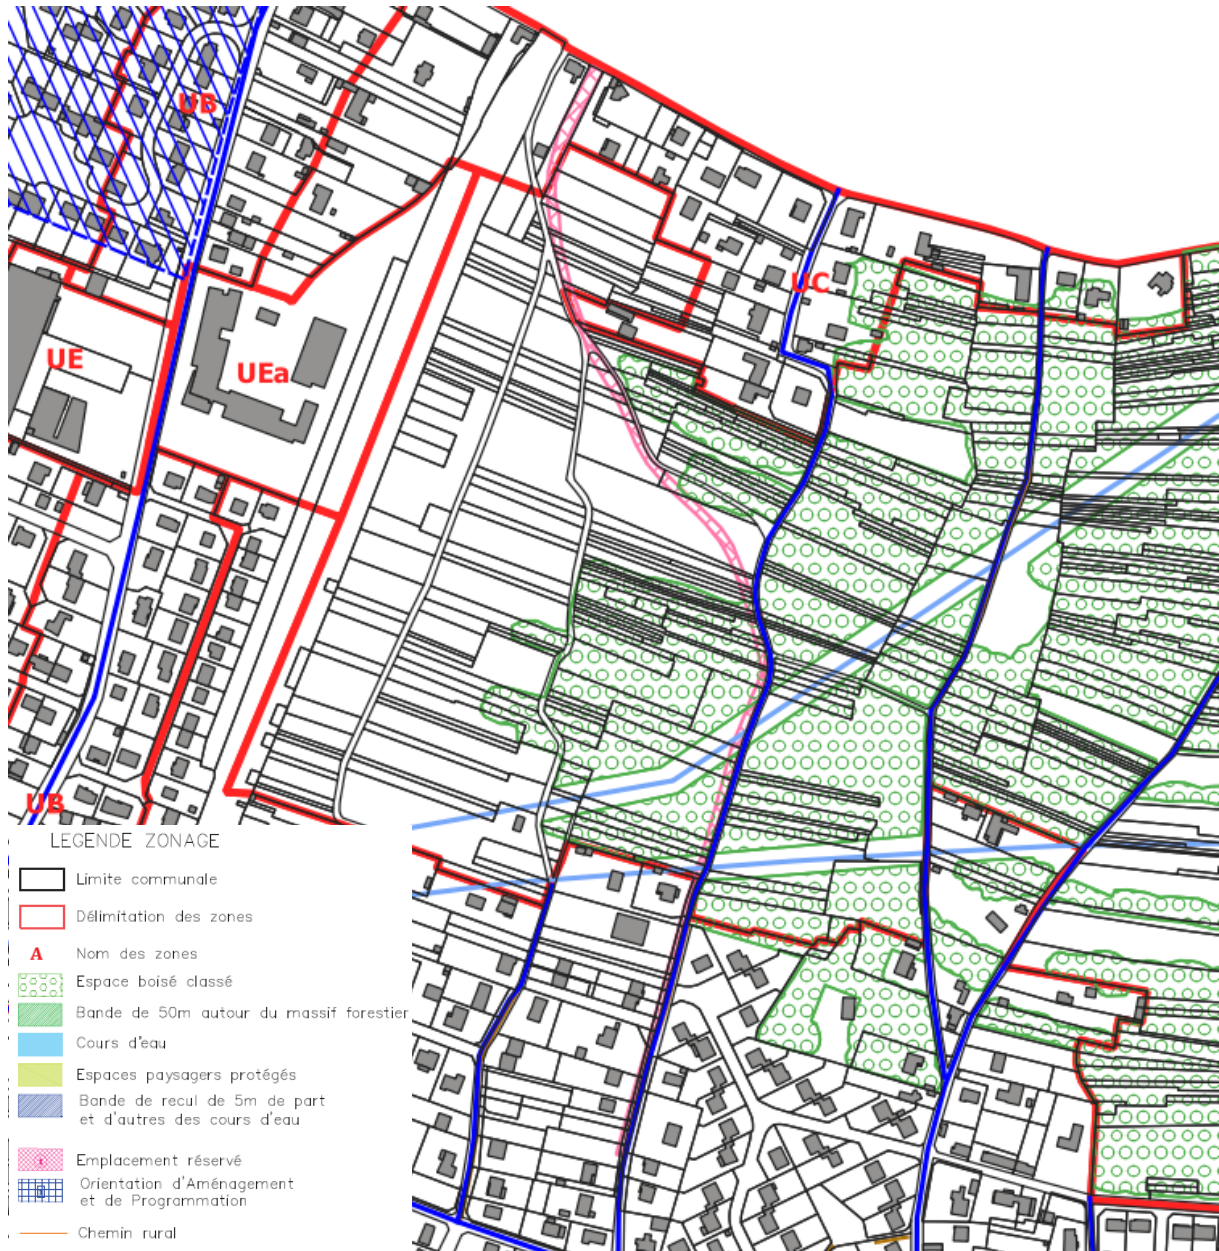 UB
UC
UE
UEa
UB
LEGENDE ZONAGE
Limite communale
Délimitation des zones
A Nom des zones
Espace boisé classé
Bande de 50m autour du massif forestier
Cours d'eau
Espaces paysagers protégés
Bande de recul de 5m de part
et d'autres des cours d'eau
Emplacement réservé
Orientation d'Aménagement
et de Programmation
Chemin rural